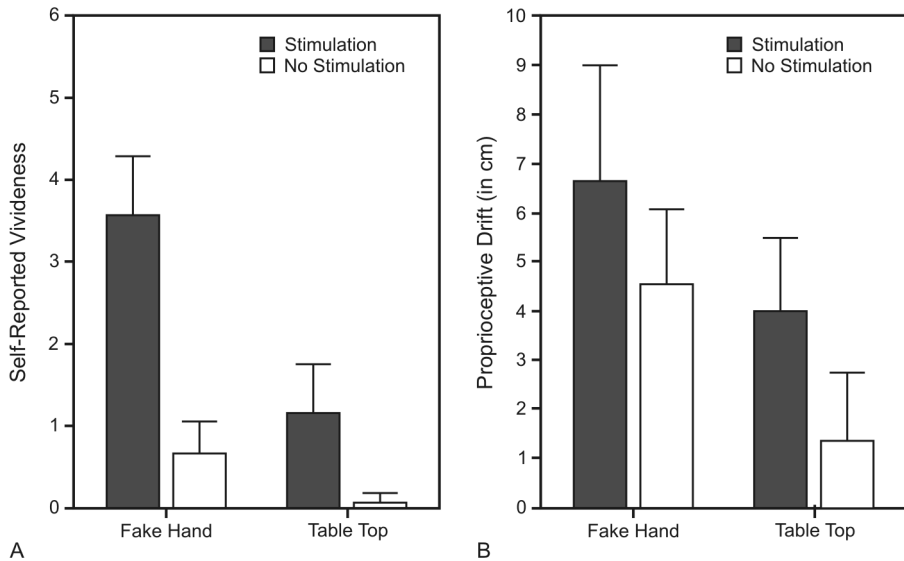 6
5
4
3
2
1
0
Self-Reported Vivideness
Stimulation
No Stimulation
Fake Hand
Table Top
A
10
9
8
7
6
5
4
3
2
1
0
Proprioceptive Drift (in cm)
Stimulation
No Stimulation
Fake Hand
Table Top
B